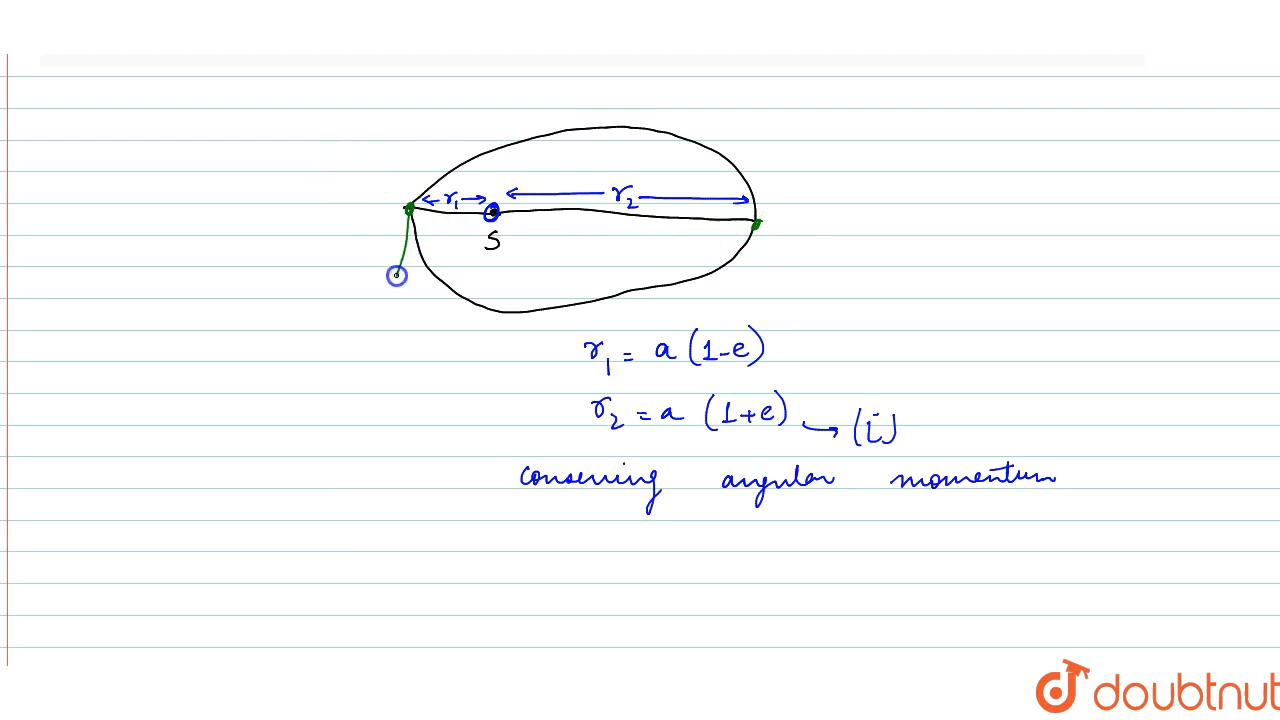 r₁ r₂
S
r₁ = a (1-e)
r₂ = a (1+e) → (i)
conserving angular momentum
doubtnut